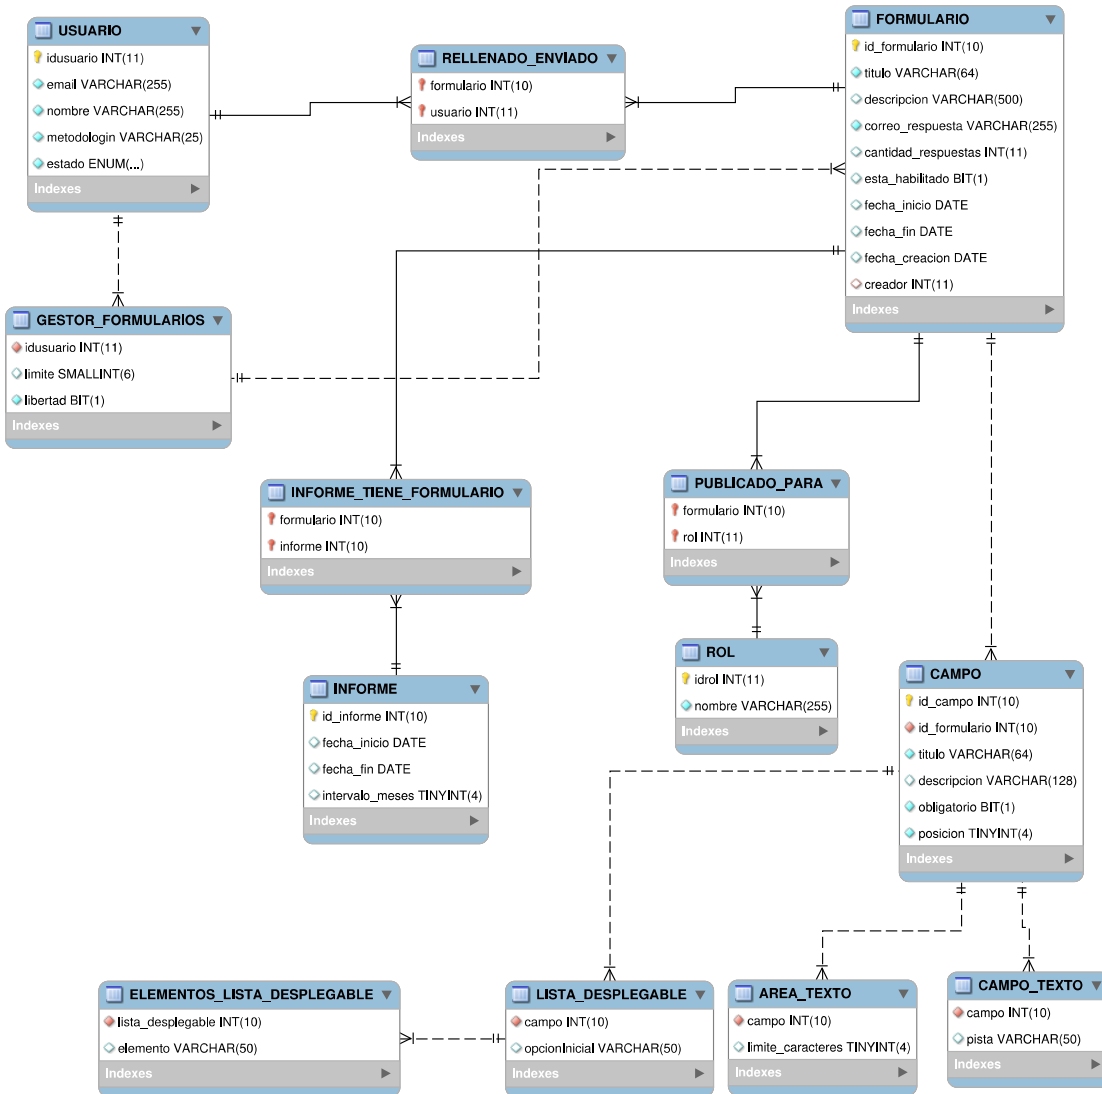 USUARIO
idusuario INT(11)
email VARCHAR(255)
nombre VARCHAR(255)
metodologin VARCHAR(25)
estado ENUM(...)
Indexes
RELLENADO_ENVIADO
formulario INT(10)
usuario INT(11)
Indexes
FORMULARIO
id_formulario INT(10)
titulo VARCHAR(64)
descripcion VARCHAR(500)
correo_respuesta VARCHAR(255)
cantidad_respuestas INT(11)
esta_habilitado BIT(1)
fecha_inicio DATE
fecha_fin DATE
fecha_creacion DATE
creador INT(11)
Indexes
GESTOR_FORMULARIOS
idusuario INT(11)
limite SMALLINT(6)
libertad BIT(1)
Indexes
INFORME_TIENE_FORMULARIO
formulario INT(10)
informe INT(10)
Indexes
PUBLICADO_PARA
formulario INT(10)
rol INT(11)
Indexes
INFORME
id_informe INT(10)
fecha_inicio DATE
fecha_fin DATE
intervalo_meses TINYINT(4)
Indexes
ROL
idrol INT(11)
nombre VARCHAR(255)
Indexes
CAMPO
id_campo INT(10)
id_formulario INT(10)
titulo VARCHAR(64)
descripcion VARCHAR(128)
obligatorio BIT(1)
posicion TINYINT(4)
Indexes
ELEMENTOS_LISTA_DESPLEGABLE
lista_desplegable INT(10)
elemento VARCHAR(50)
Indexes
LISTA_DESPLEGABLE
campo INT(10)
opcionInicial VARCHAR(50)
Indexes
AREA_TEXTO
campo INT(10)
limite_caracteres TINYINT(4)
Indexes
CAMPO_TEXTO
campo INT(10)
pista VARCHAR(50)
Indexes